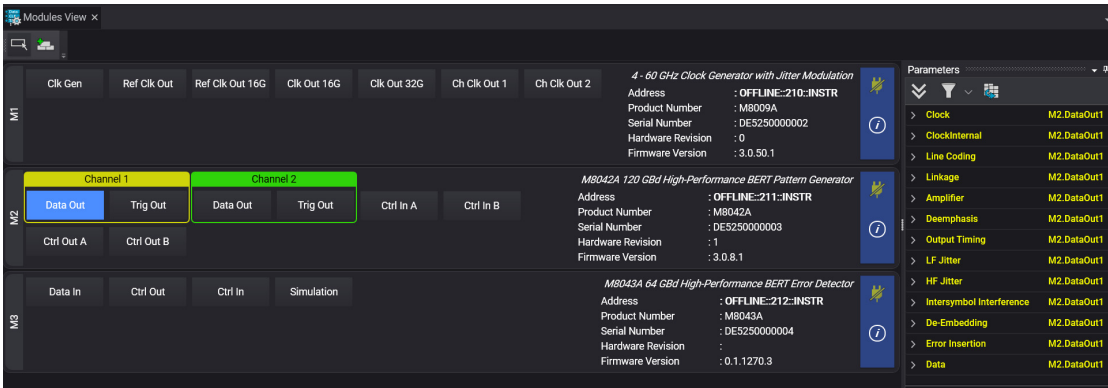 Modules View ×
M1
Clk Gen
Ref Clk Out
Ref Clk Out 16G
Clk Out 16G
Clk Out 32G
Ch Clk Out 1
Ch Clk Out 2
4 - 60 GHz Clock Generator with Jitter Modulation
Address : OFFLINE::210::INSTR
Product Number : M8009A
Serial Number : DE5250000002
Hardware Revision : 0
Firmware Version : 3.0.50.1
M2
Channel 1
Channel 2
Data Out
Trig Out
Data Out
Trig Out
Ctrl In A
Ctrl In B
Ctrl Out A
Ctrl Out B
M8042A 120 GBd High-Performance BERT Pattern Generator
Address : OFFLINE::211::INSTR
Product Number : M8042A
Serial Number : DE5250000003
Hardware Revision : 1
Firmware Version : 3.0.8.1
M3
Data In
Ctrl Out
Ctrl In
Simulation
M8043A 64 GBd High-Performance BERT Error Detector
Address : OFFLINE::212::INSTR
Product Number : M8043A
Serial Number : DE5250000004
Hardware Revision :
Firmware Version : 0.1.1270.3
Parameters
Clock M2.DataOut1
ClockInternal M2.DataOut1
Line Coding M2.DataOut1
Linkage M2.DataOut1
Amplifier M2.DataOut1
Deemphasis M2.DataOut1
Output Timing M2.DataOut1
LF Jitter M2.DataOut1
HF Jitter M2.DataOut1
Intersymbol Interference M2.DataOut1
De-Embedding M2.DataOut1
Error Insertion M2.DataOut1
Data M2.DataOut1